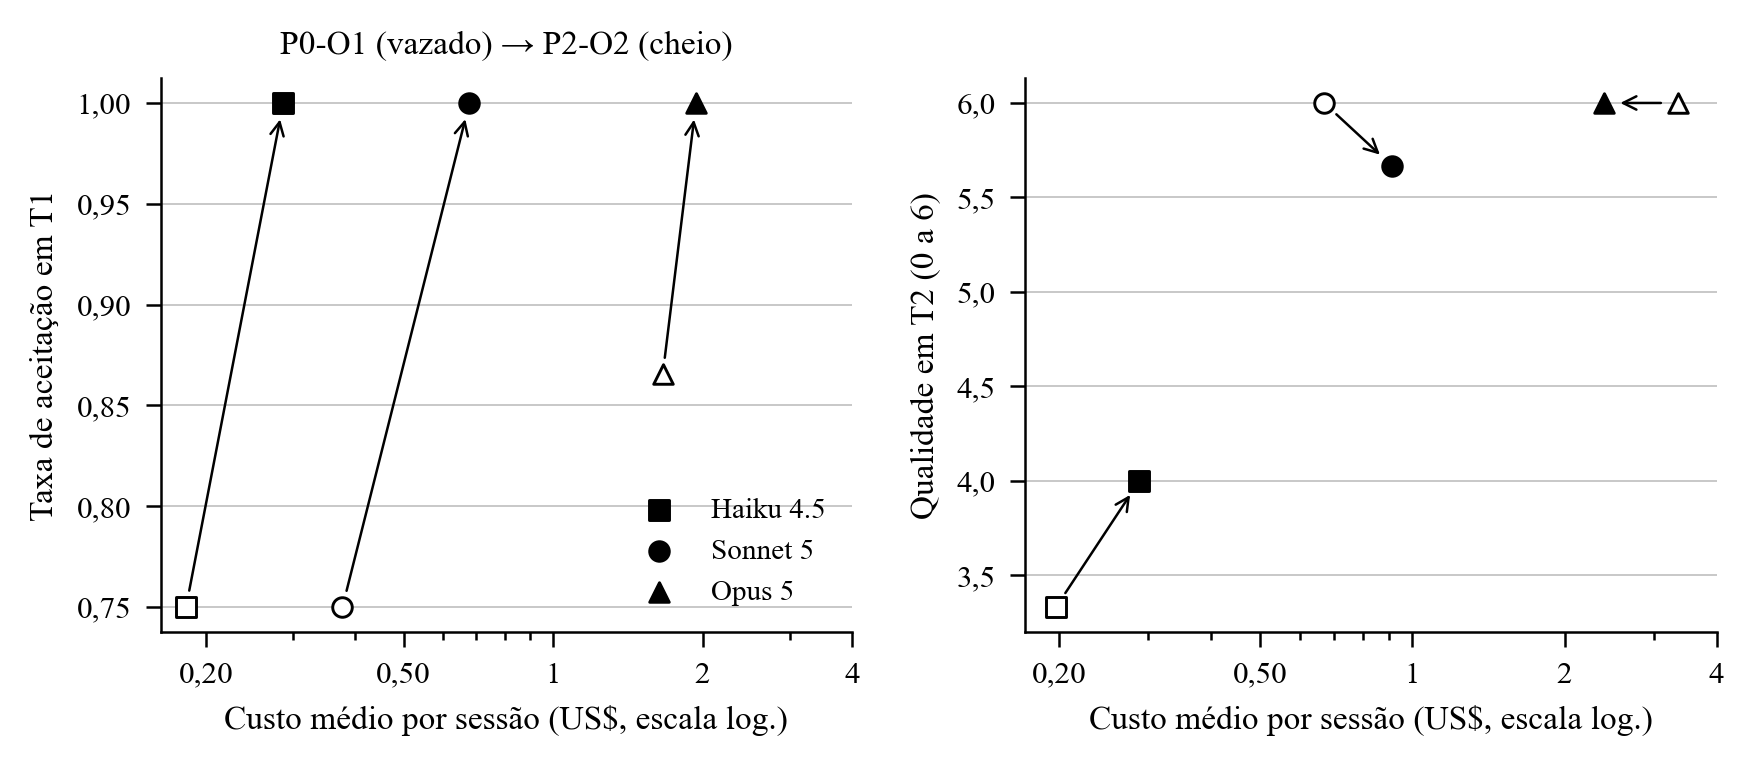 P0-O1 (vazado) → P2-O2 (cheio)
Taxa de aceitação em T1
1,00
0,95
0,90
0,85
0,80
0,75
Haiku 4.5
Sonnet 5
Opus 5
0,20 0,50 1 2 4
Custo médio por sessão (US$, escala log.)
Qualidade em T2 (0 a 6)
6,0
5,5
5,0
4,5
4,0
3,5
0,20 0,50 1 2 4
Custo médio por sessão (US$, escala log.)